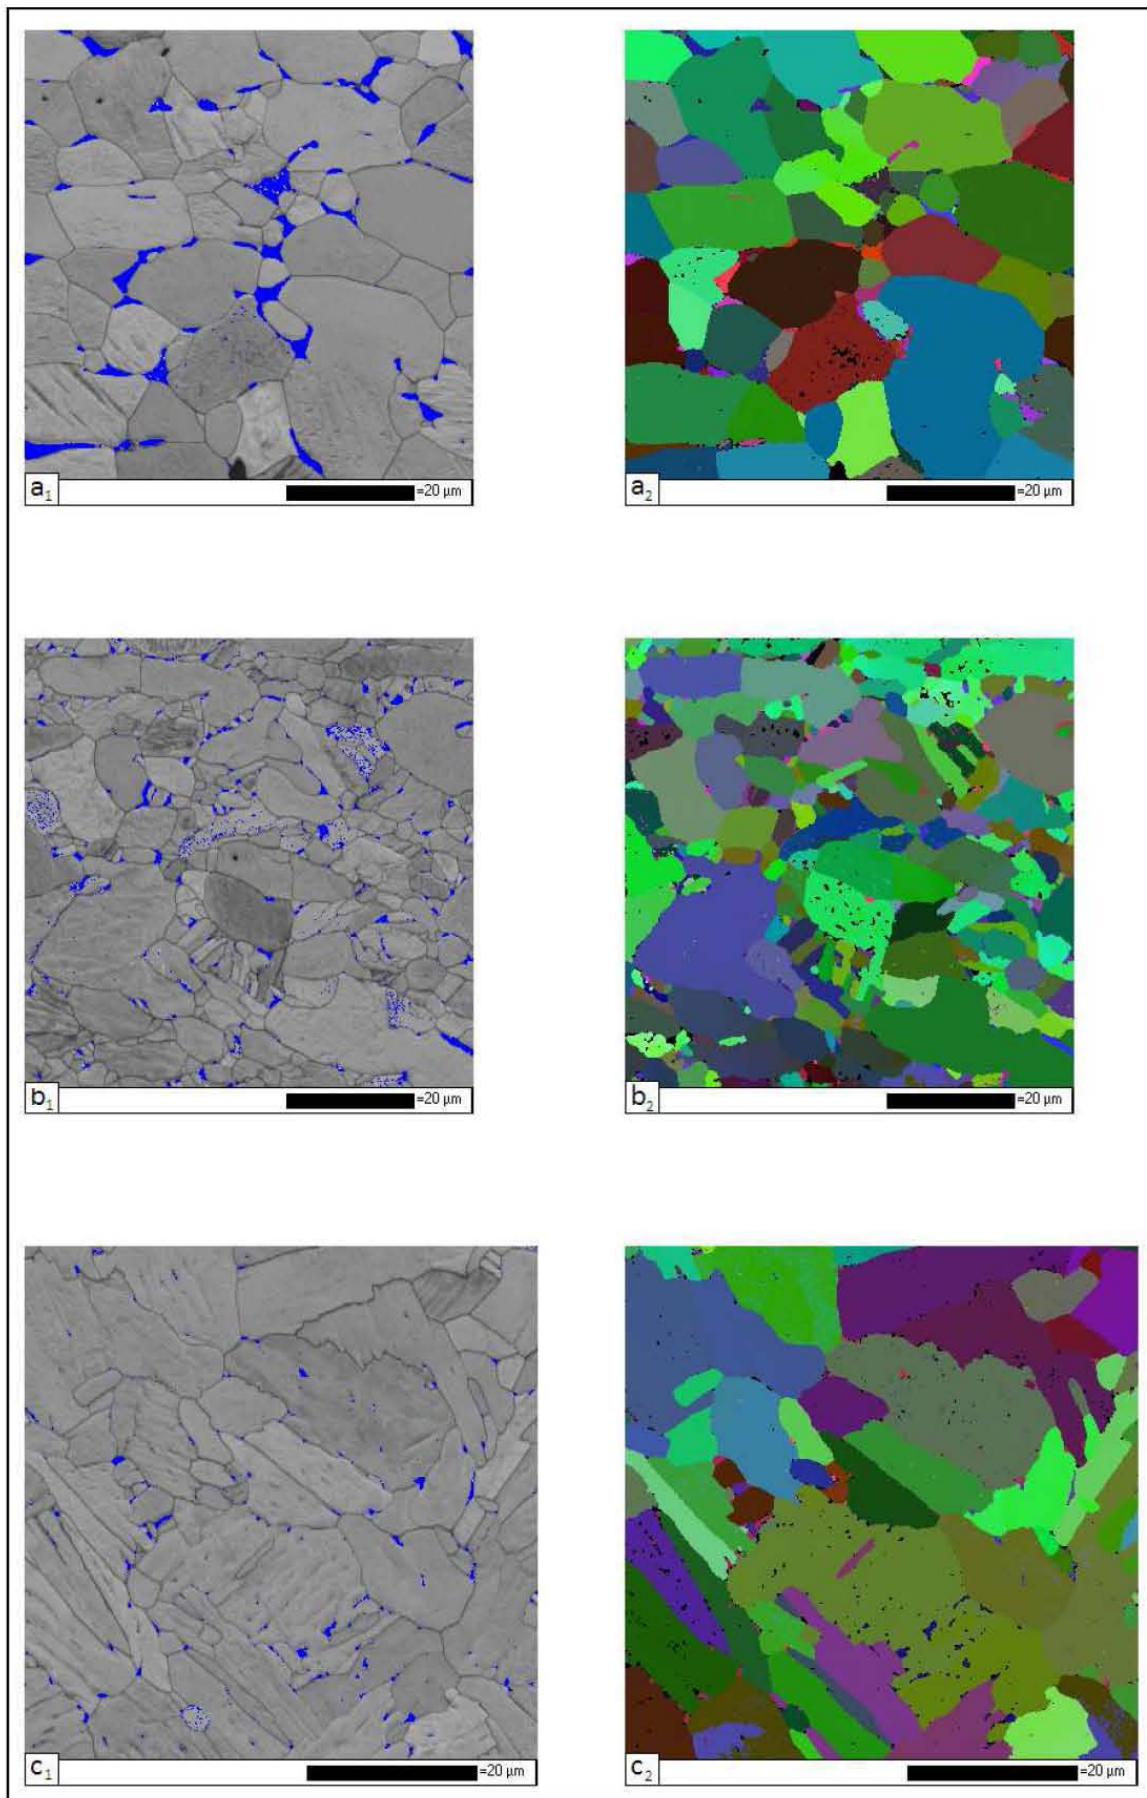 a₁ =20 µm
a₂ =20 µm
b₁ =20 µm
b₂ =20 µm
c₁ =20 µm
c₂ =20 µm